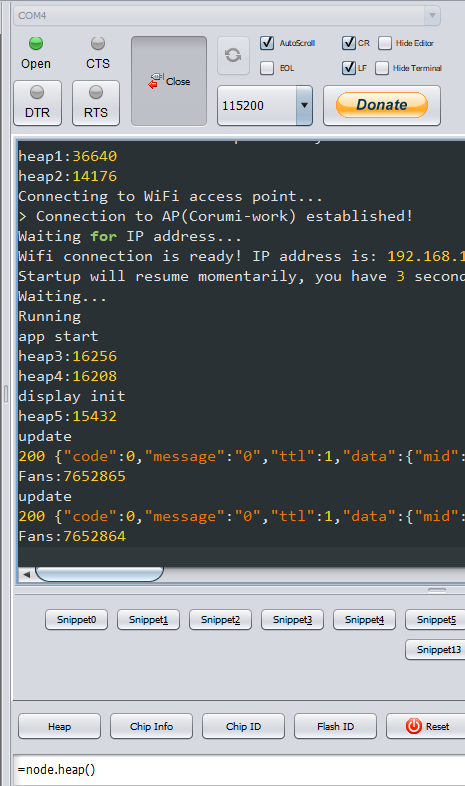 COM4
Open
CTS
Close
AutoScroll
CR
Hide Editor
EOL
LF
Hide Terminal
DTR
RTS
115200
Donate
heap1:36640
heap2:14176
Connecting to WiFi access point...
> Connection to AP(Corumi-work) established!
Waiting for IP address...
Wifi connection is ready! IP address is: 192.168.1
Startup will resume momentarily, you have 3 second
Waiting...
Running
app start
heap3:16256
heap4:16208
display init
heap5:15432
update
200 {"code":0,"message":"0","ttl":1,"data":{"mid":
Fans:7652865
update
200 {"code":0,"message":"0","ttl":1,"data":{"mid":
Fans:7652864
Snippet0
Snippet1
Snippet2
Snippet3
Snippet4
Snippet5
Snippet13
Heap
Chip Info
Chip ID
Flash ID
Reset
=node.heap()